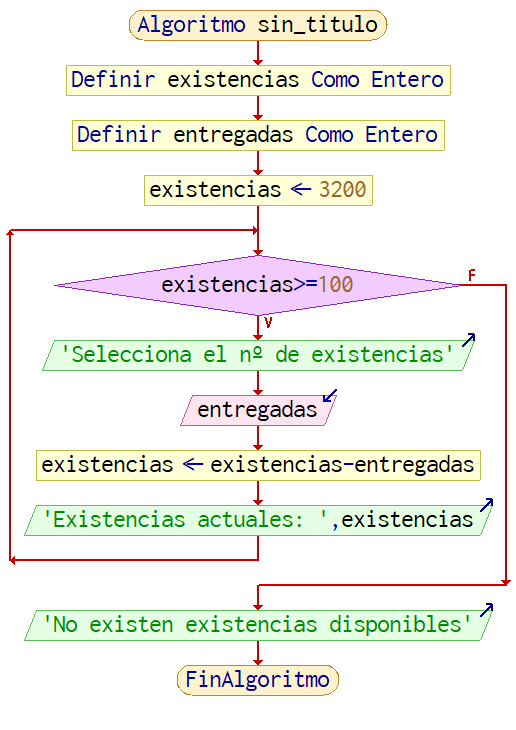 Algoritmo sin_titulo
Definir existencias Como Entero
Definir entregadas Como Entero
existencias ← 3200
existencias>=100
F
V
'Selecciona el nº de existencias'
entregadas
existencias ← existencias-entregadas
'Existencias actuales: ',existencias
'No existen existencias disponibles'
FinAlgoritmo